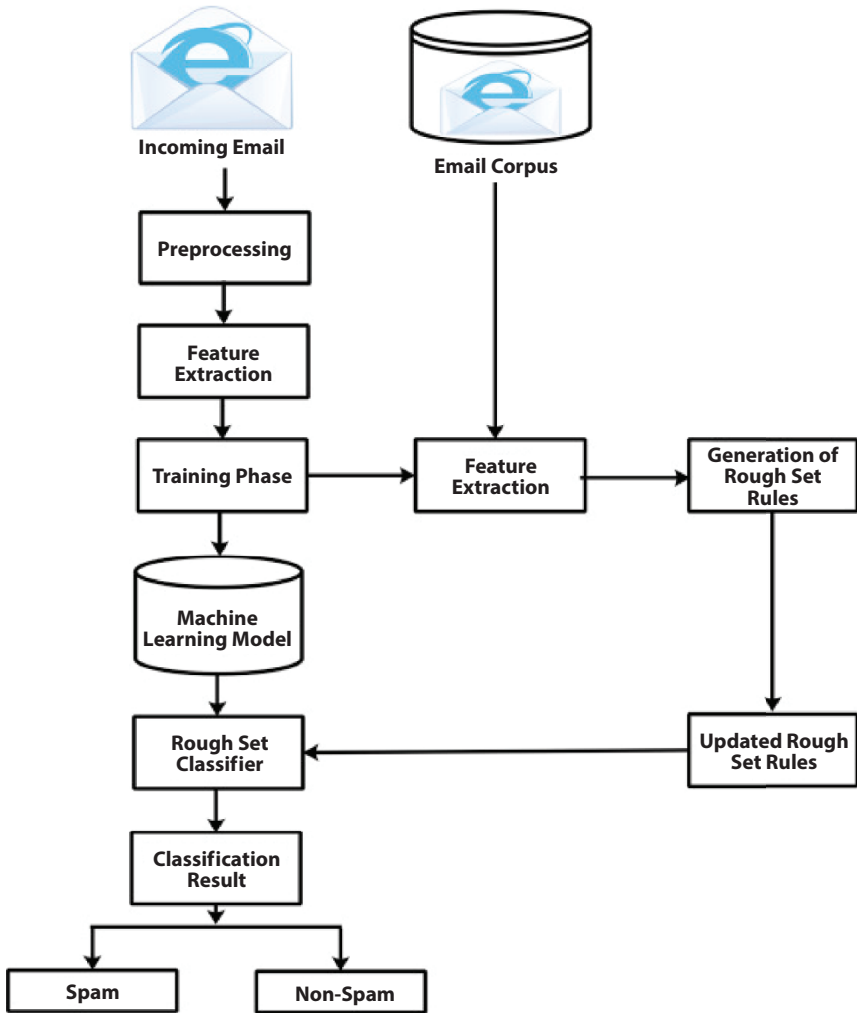 Incoming Email
Email Corpus
Preprocessing
Feature
Extraction
Training Phase
Feature
Extraction
Generation of
Rough Set
Rules
Machine
Learning Model
Rough Set
Classifier
Updated Rough
Set Rules
Classification
Result
Spam
Non-Spam